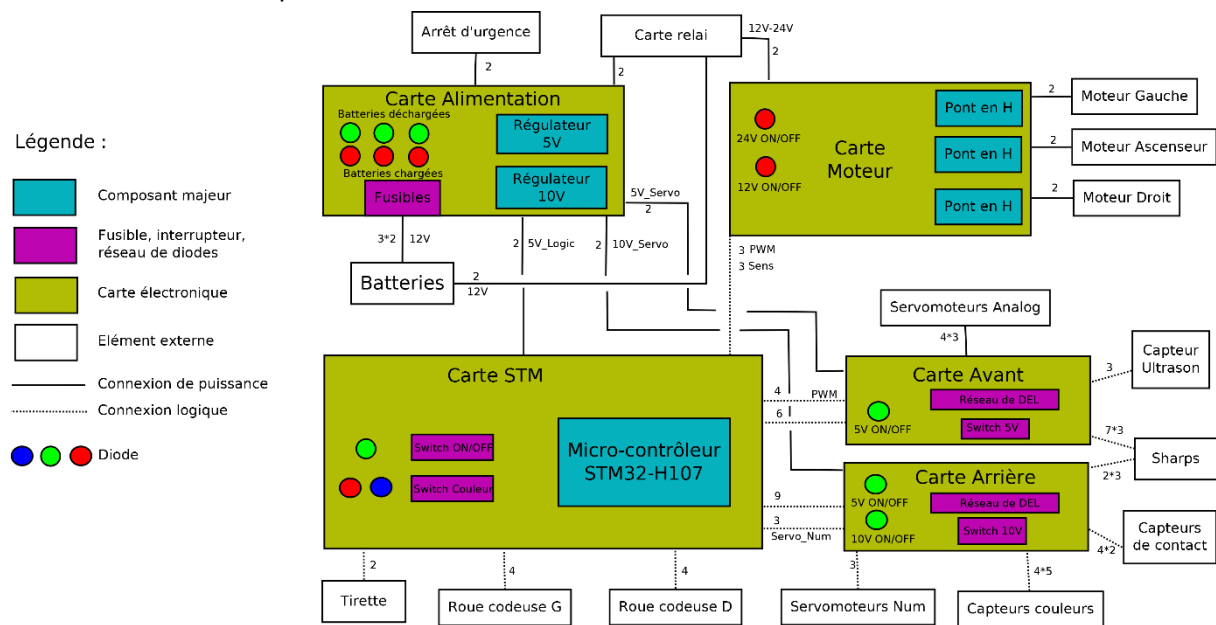 Arrêt d'urgence
Carte relai
12V-24V
2
2
2
Légende :
Composant majeur
Fusible, interrupteur,
réseau de diodes
Carte électronique
Elément externe
Connexion de puissance
Connexion logique
Diode
Carte Alimentation
Batteries déchargées
Batteries chargées
Fusibles
Régulateur
5V
Régulateur
10V
5V_Servo
2
3*2
12V
2
5V_Logic
2
10V_Servo
Batteries
2
12V
24V ON/OFF
12V ON/OFF
Carte
Moteur
Pont en H
Pont en H
Pont en H
2
Moteur Gauche
2
Moteur Ascenseur
2
Moteur Droit
3 PWM
3 Sens
Servomoteurs Analog
4*3
Carte STM
Switch ON/OFF
Switch Couleur
Micro-contrôleur
STM32-H107
4
PWM
6
9
3
Servo_Num
Carte Avant
Réseau de DEL
5V ON/OFF
Switch 5V
3
Capteur
Ultrason
7*3
Sharps
2*3
Carte Arrière
5V ON/OFF
Réseau de DEL
10V ON/OFF
Switch 10V
4*2
Capteurs
de contact
2
Tirette
4
Roue codeuse G
4
Roue codeuse D
3
Servomoteurs Num
4*5
Capteurs couleurs